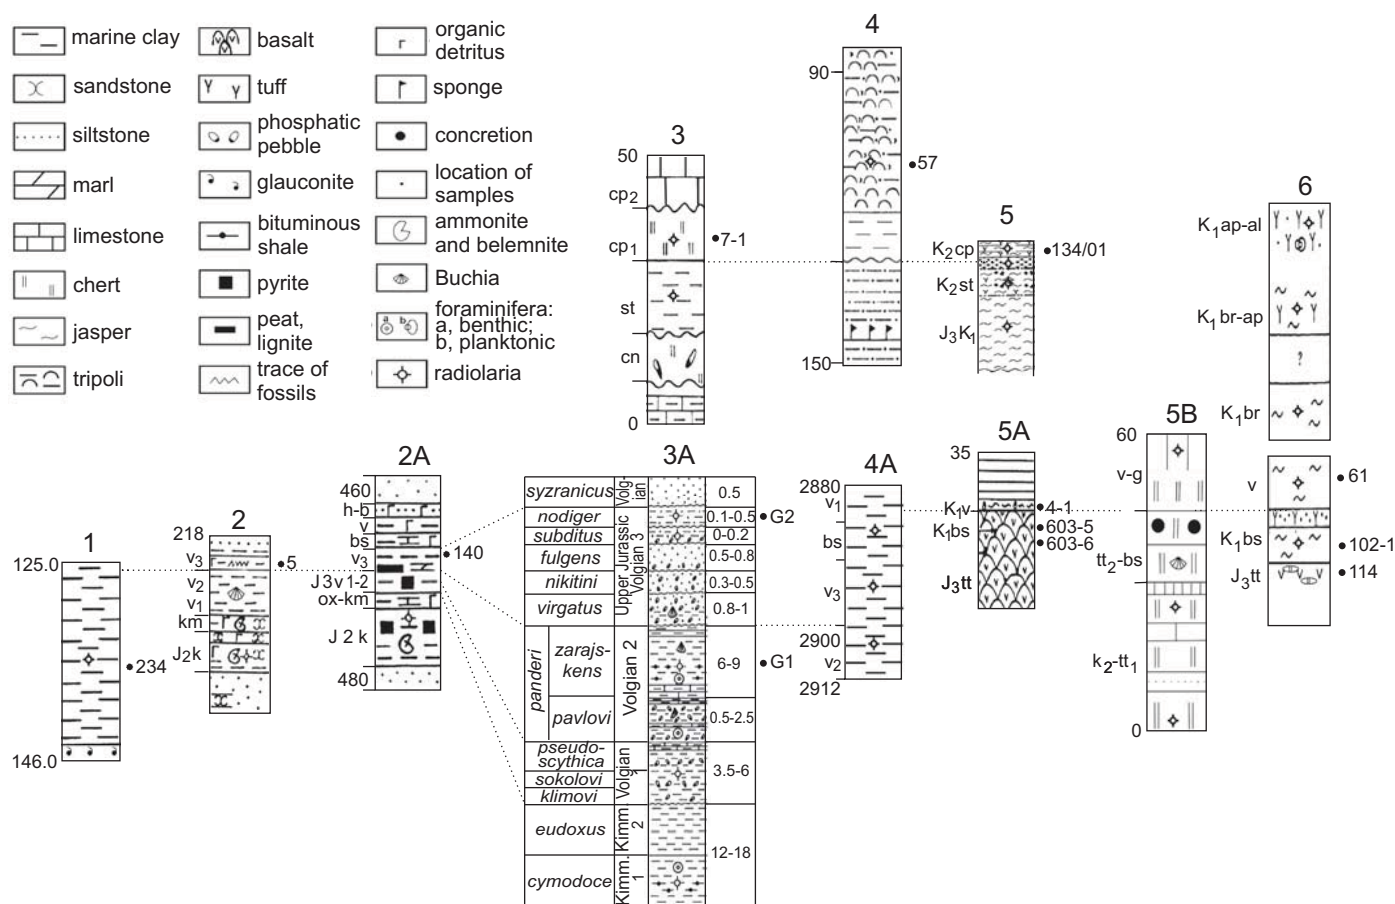 marine clay
sandstone
siltstone
marl
limestone
chert
jasper
tripoli
basalt
tuff
phosphatic
pebble
glauconite
bituminous
shale
pyrite
peat,
lignite
trace of
fossils
organic
detritus
sponge
concretion
location of
samples
ammonite
and belemnite
Buchia
a b
foraminifera:
a, benthic;
b, planktonic
radiolaria
3
50
cp2
cp1
7-1
st
cn
0
4
90
57
150
5
K2cp
134/01
K2st
J3K1
6
K1ap-al
K1br-ap
?
K1br
v
61
K1bs
102-1
J3tt
114
1
125.0
234
146.0
2
218
v3
5
v2
v1
km
J2k
2A
460
h-b
v
bs
v3
140
J3v1-2
ox-km
J2k
480
3A
syzranicus
Volg-
ian
0.5
nodiger
0.1-0.5
G2
subditus
0-0.2
fulgens
0.5-0.8
nikitini
0.3-0.5
virgatus
0.8-1
Upper Jurassic
Volgian 3
panderi
zarajs-
kens
Volgian 2
6-9
G1
pavlovi
0.5-2.5
pseudo-
scythica
sokolovi
klimovi
Volgian
1
3.5-6
eudoxus
Kimm.
2
12-18
cymodoce
Kimm.
1
4A
2880
v1
bs
v3
2900
v2
2912
5A
35
K1v
4-1
K1bs
603-5
603-6
J3tt
5B
60
v-g
tt2-bs
k2-tt1
0